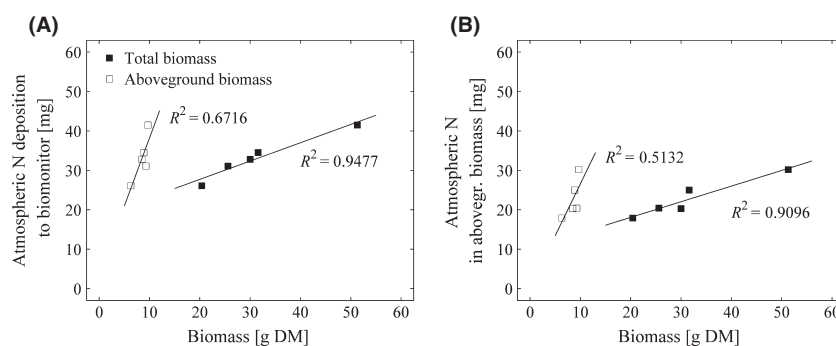 (A)
60
50
40
30
20
10
0
Atmospheric N deposition
to biomonitor [mg]
■ Total biomass
□ Aboveground biomass
R² = 0.6716
R² = 0.9477
0 10 20 30 40 50 60
Biomass [g DM]
(B)
60
50
40
30
20
10
0
Atmospheric N
in abovegr. biomass [mg]
R² = 0.5132
R² = 0.9096
0 10 20 30 40 50 60
Biomass [g DM]